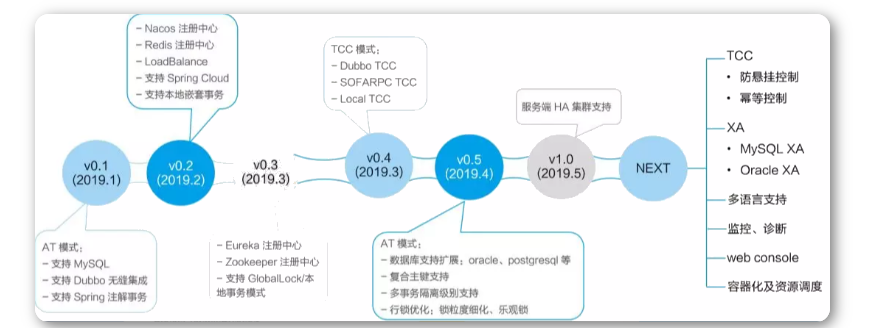 – Nacos 注册中心
– Redis 注册中心
– LoadBalance
– 支持 Spring Cloud
– 支持本地嵌套事务
TCC 模式：
– Dubbo TCC
– SOFARPC TCC
– Local TCC
服务端 HA 集群支持
v0.1
(2019.1)
v0.2
(2019.2)
v0.3
(2019.3)
v0.4
(2019.3)
v0.5
(2019.4)
v1.0
(2019.5)
NEXT
AT 模式：
– 支持 MySQL
– 支持 Dubbo 无缝集成
– 支持 Spring 注解事务
– Eureka 注册中心
– Zookeeper 注册中心
– 支持 GlobalLock/本
地事务模式
AT 模式：
– 数据库支持扩展：oracle、postgresql 等
– 复合主键支持
– 多事务隔离级别支持
– 行锁优化：锁粒度细化、乐观锁
TCC
• 防悬挂控制
• 幂等控制
XA
• MySQL XA
• Oracle XA
多语言支持
监控、诊断
web console
容器化及资源调度